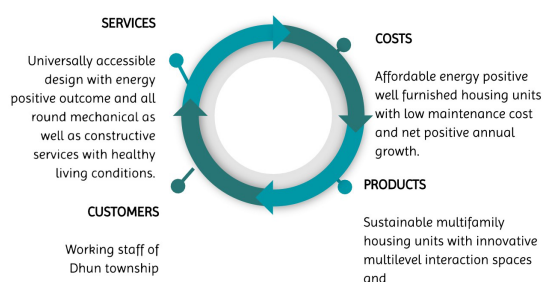 SERVICES
Universally accessible
design with energy
positive outcome and all
round mechanical as
well as constructive
services with healthy
living conditions.
COSTS
Affordable energy positive
well furnished housing units
with low maintenance cost
and net positive annual
growth.
CUSTOMERS
Working staff of
Dhun township
PRODUCTS
Sustainable multifamily
housing units with innovative
multilevel interaction spaces
and